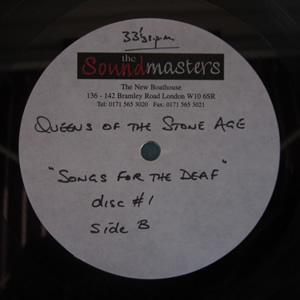 33⅓ r.p.m.
the
Soundmasters
The New Boathouse
136 - 142 Bramley Road London W10 6SR
Tel: 0171 565 3020 Fax: 0171 565 3021
QUEENS OF THE STONE AGE
"SONGS FOR THE DEAF"
disc #1
Side B